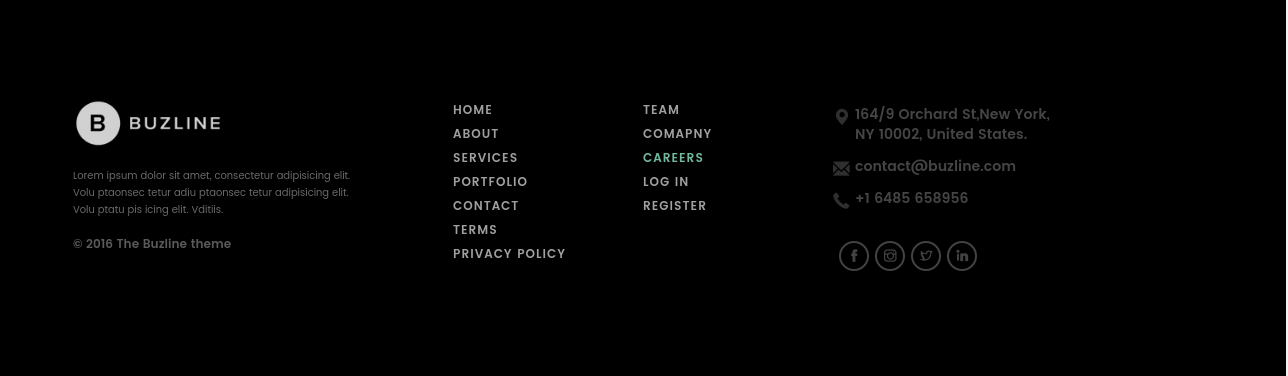 B BUZLINE
Lorem ipsum dolor sit amet, consectetur adipisicing elit.
Volu ptaonsec tetur adiu ptaonsec tetur adipisicing elit.
Volu ptatu pis icing elit. Vditiis.
© 2016 The Buzline theme
HOME
ABOUT
SERVICES
PORTFOLIO
CONTACT
TERMS
PRIVACY POLICY
TEAM
COMAPNY
CAREERS
LOG IN
REGISTER
164/9 Orchard St,New York,
NY 10002, United States.
contact@buzline.com
+1 6485 658956